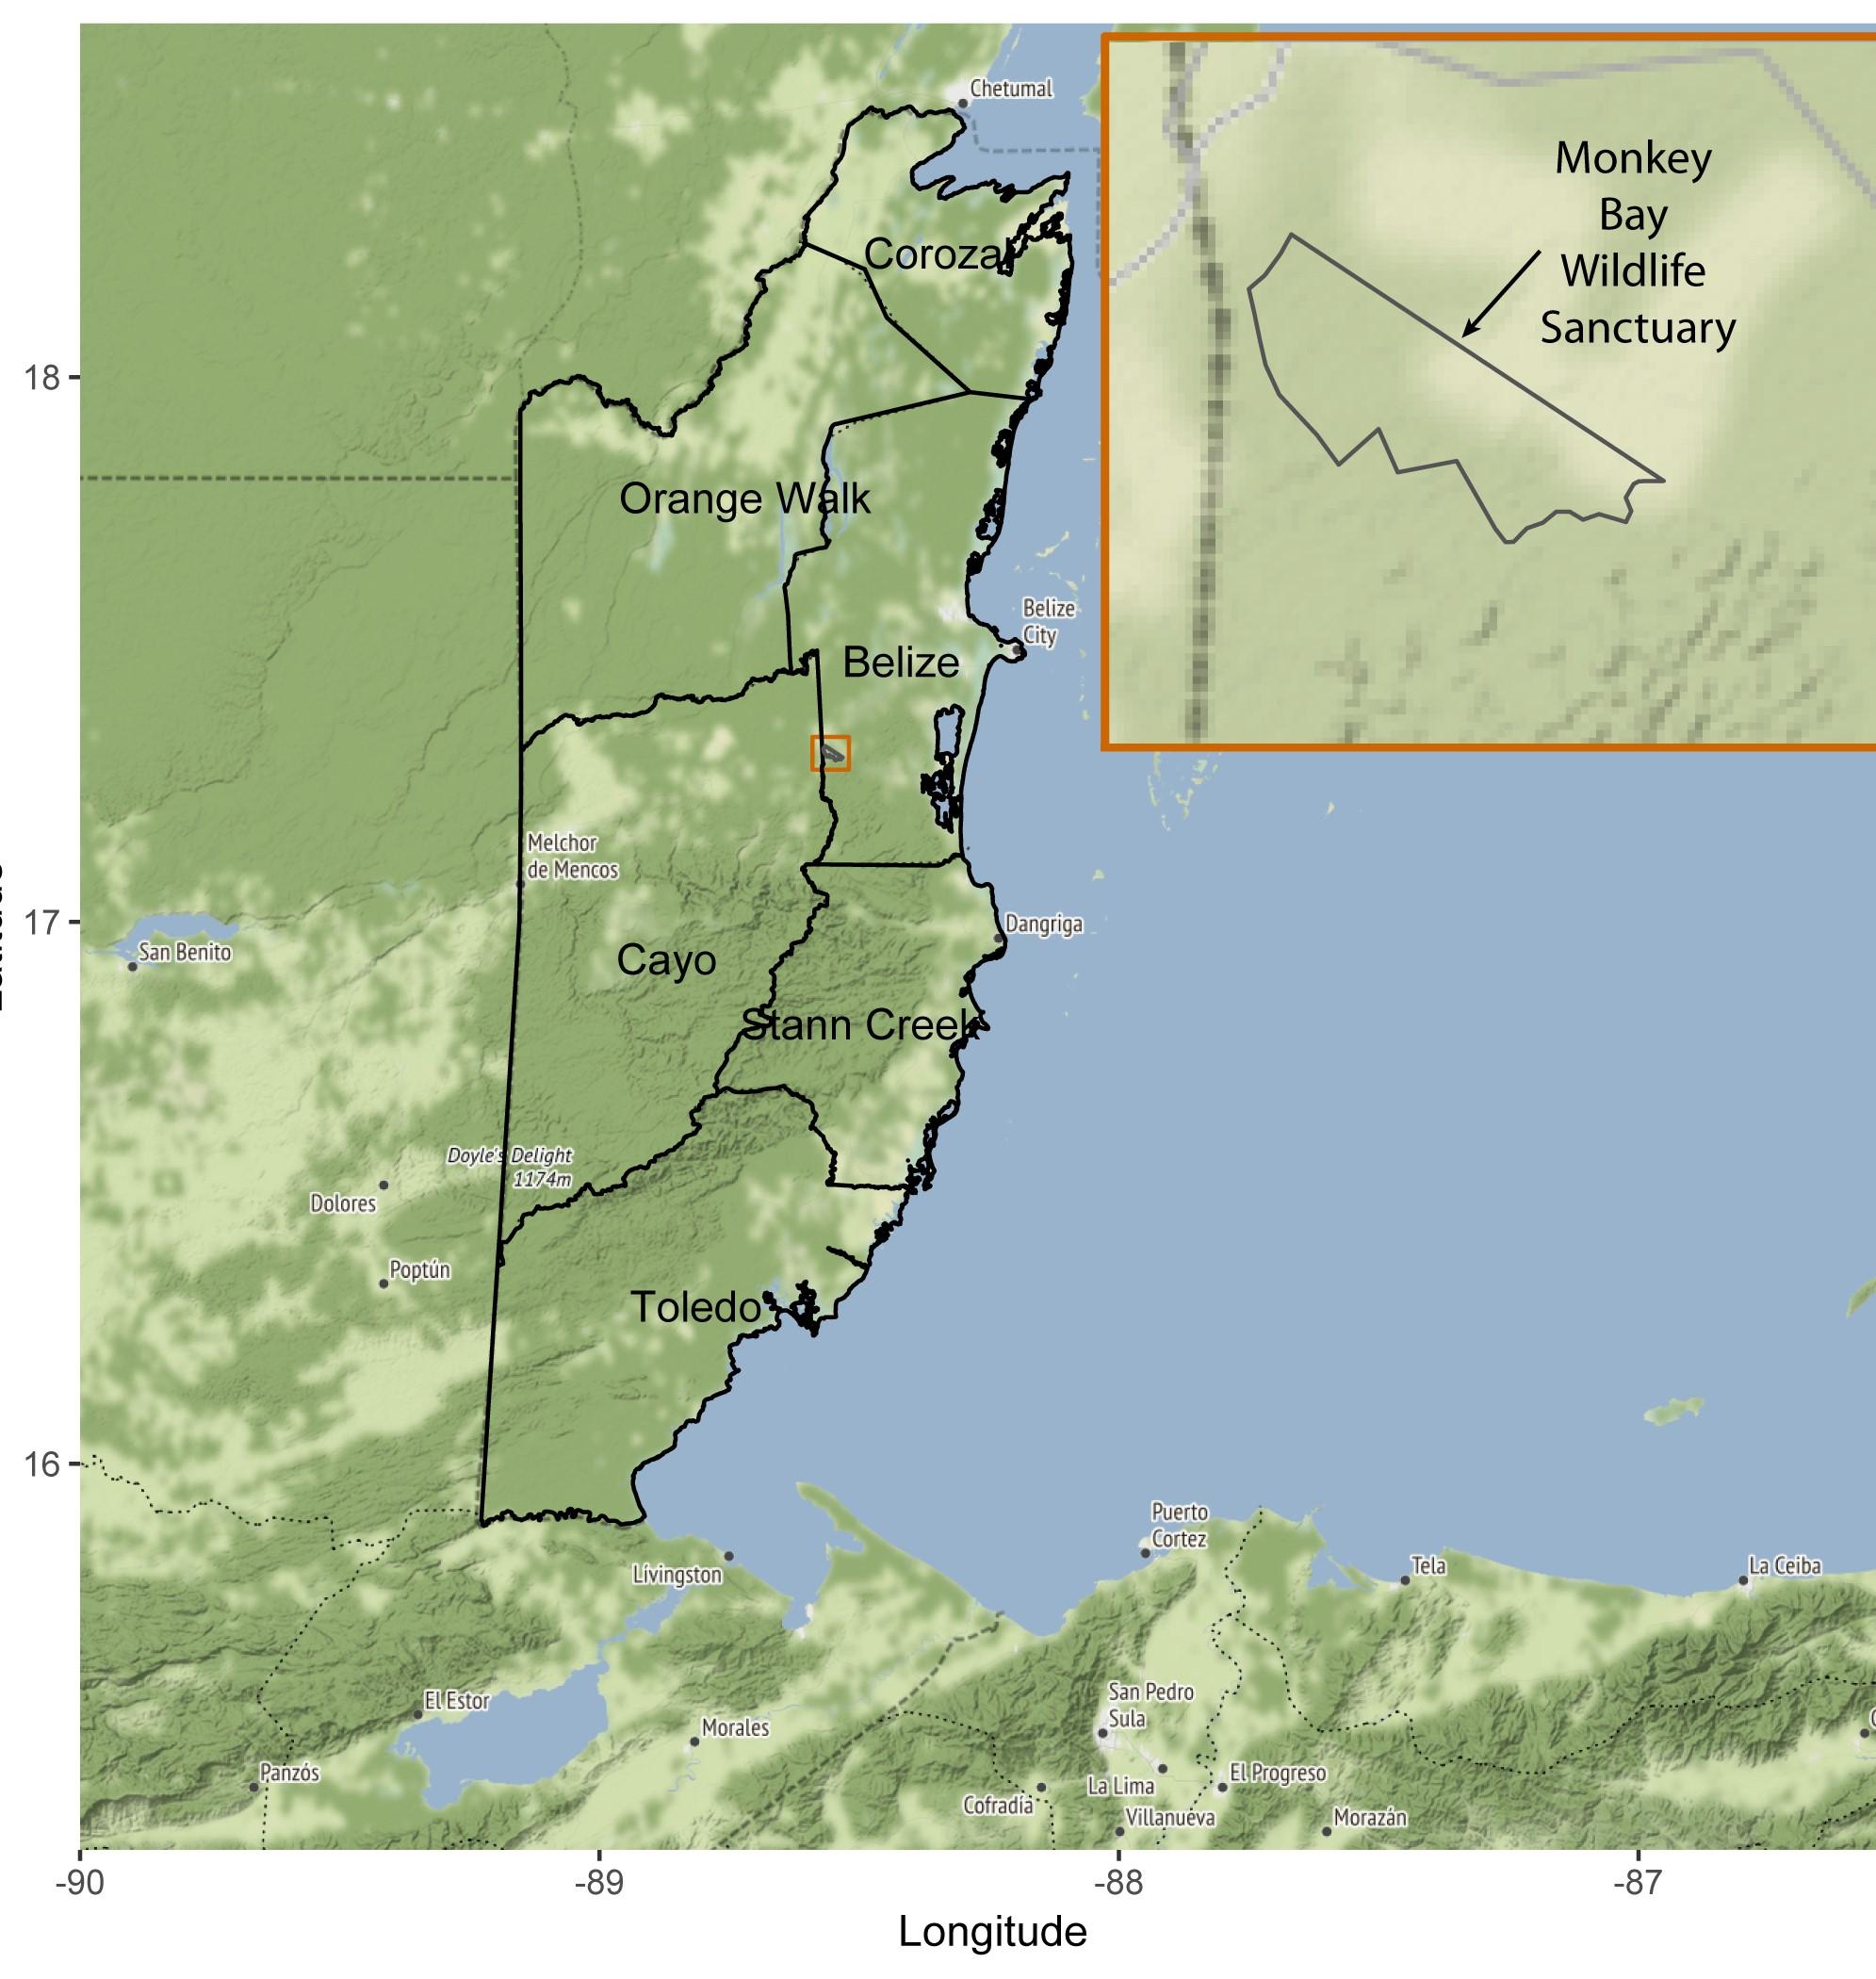 Chetumal
Monkey
Bay
Wildlife
Sanctuary
Corozal
18
Orange Walk
Belize
City
Belize
Melchor
de Mencos
17
Dangriga
San Benito
Cayo
Stann Creek
Doyle's Delight
1174m
Dolores
Poptún
Toledo
16
Puerto
Cortez
Lívingston
Tela
La Ceiba
El Estor
San Pedro
Sula
Morales
Panzós
El Progreso
La Lima
Cofradía
Villanueva
Morazán
-90
-89
-88
-87
Longitude